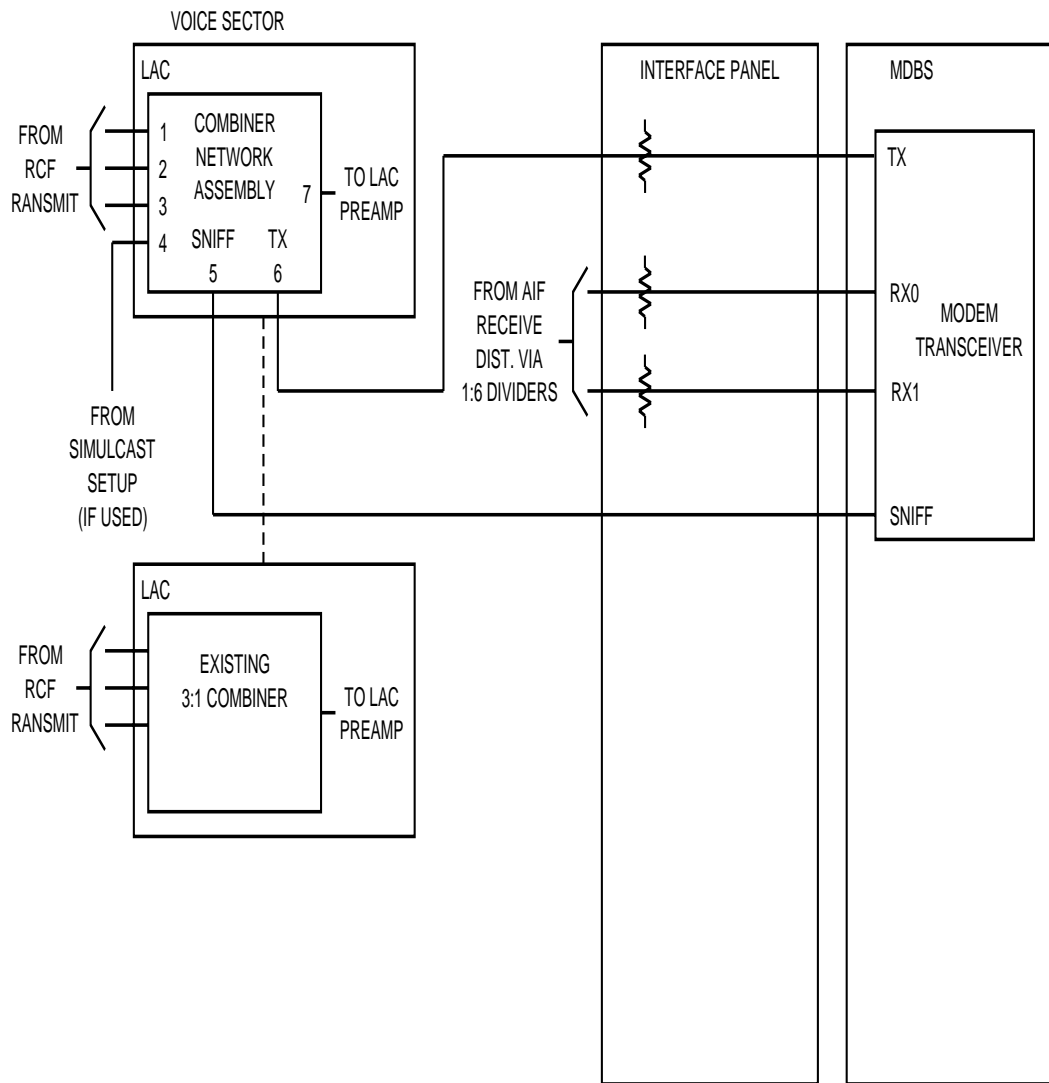 VOICE SECTOR
LAC
COMBINER
NETWORK
ASSEMBLY
FROM
RCF
RANSMIT
1
2
3
4
7
SNIFF TX
5 6
TO LAC
PREAMP
FROM
SIMULCAST
SETUP
(IF USED)
LAC
FROM
RCF
RANSMIT
EXISTING
3:1 COMBINER
TO LAC
PREAMP
INTERFACE PANEL
FROM AIF
RECEIVE
DIST. VIA
1:6 DIVIDERS
MDBS
TX
RX0
MODEM
TRANSCEIVER
RX1
SNIFF